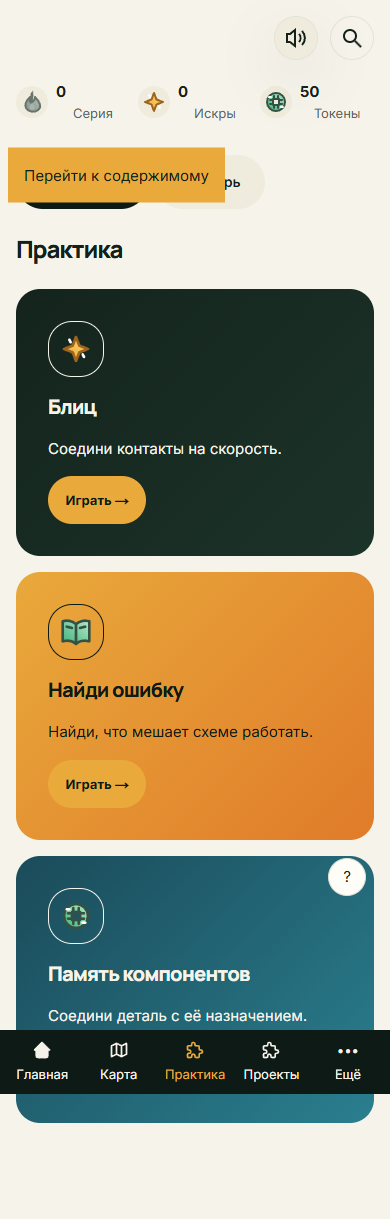 0
Серия
0
Искры
50
Токены
Перейти к содержимому
Практика
Блиц
Соедини контакты на скорость.
Играть →
Найди ошибку
Найди, что мешает схеме работать.
Играть →
?
Память компонентов
Соедини деталь с её назначением.
Главная
Карта
Практика
Проекты
Ещё